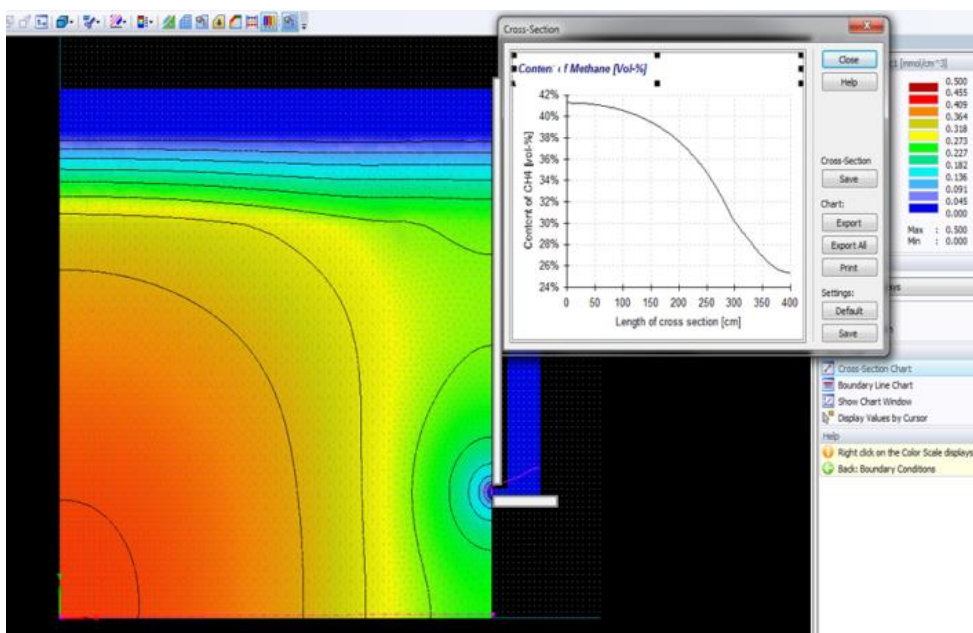 Cross-Section
Methane [Vol-%]
Content of CH4 [vol-%]
42%
40%
38%
36%
34%
32%
30%
28%
26%
24%
0 50 100 150 200 250 300 350 400
Length of cross section [cm]
Close
Help
Cross-Section
Save
Chart:
Export
Export All
Print
Settings:
Default
Save
[mmol/cm^3]
0.500
0.455
0.409
0.364
0.318
0.273
0.227
0.182
0.136
0.091
0.045
0.000
Max : 0.500
Min : 0.000
Cross-Section Chart
Boundary Line Chart
Show Chart Window
Display Values by Cursor
Help
Right click on the Color Scale displays
Back: Boundary Conditions